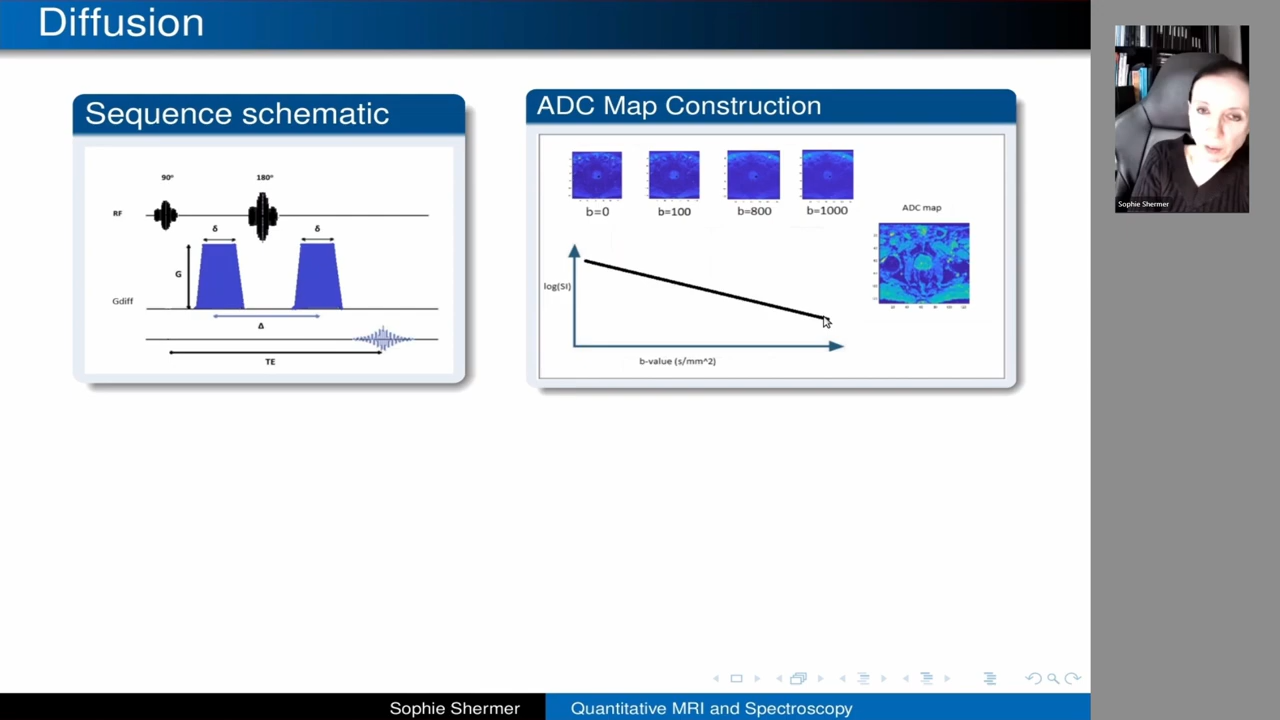 Diffusion
Sequence schematic
90° 180°
RF
δ δ
G
Gdiff
Δ
TE
ADC Map Construction
b=0 b=100 b=800 b=1000
ADC map
log(SI)
b-value (s/mm^2)
Sophie Shermer
Sophie Shermer Quantitative MRI and Spectroscopy